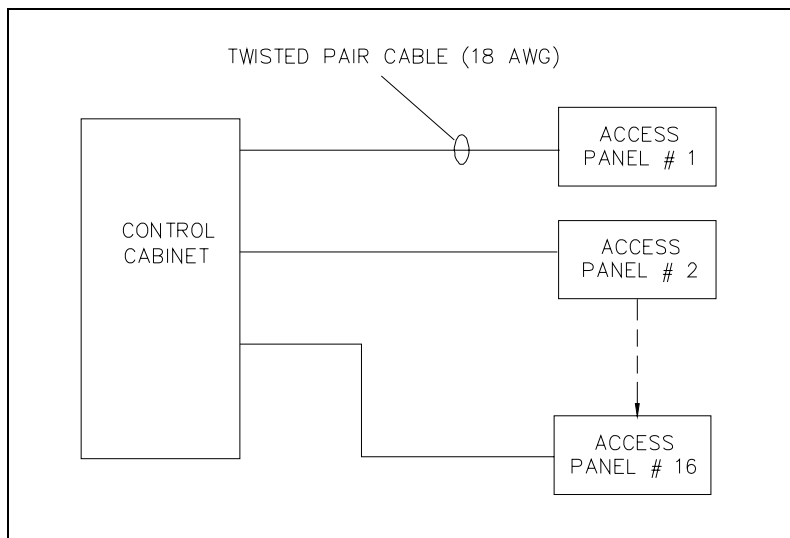 TWISTED PAIR CABLE (18 AWG)
ACCESS
PANEL # 1
CONTROL
CABINET
ACCESS
PANEL # 2
ACCESS
PANEL # 16